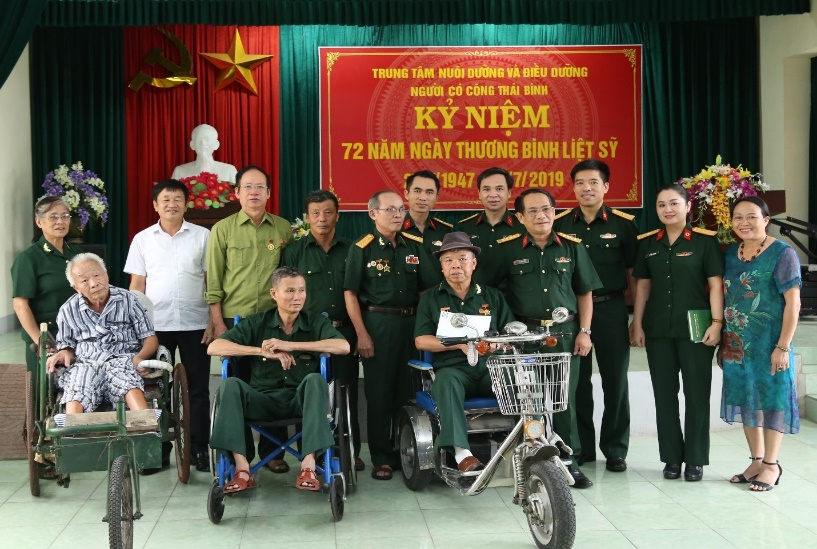 TRUNG TÂM NUÔI DƯỠNG VÀ ĐIỀU DƯỠNG
NGƯỜI CÓ CÔNG THÁI BÌNH
KỶ NIỆM
72 NĂM NGÀY THƯƠNG BINH LIỆT SỸ
1947 /7/2019